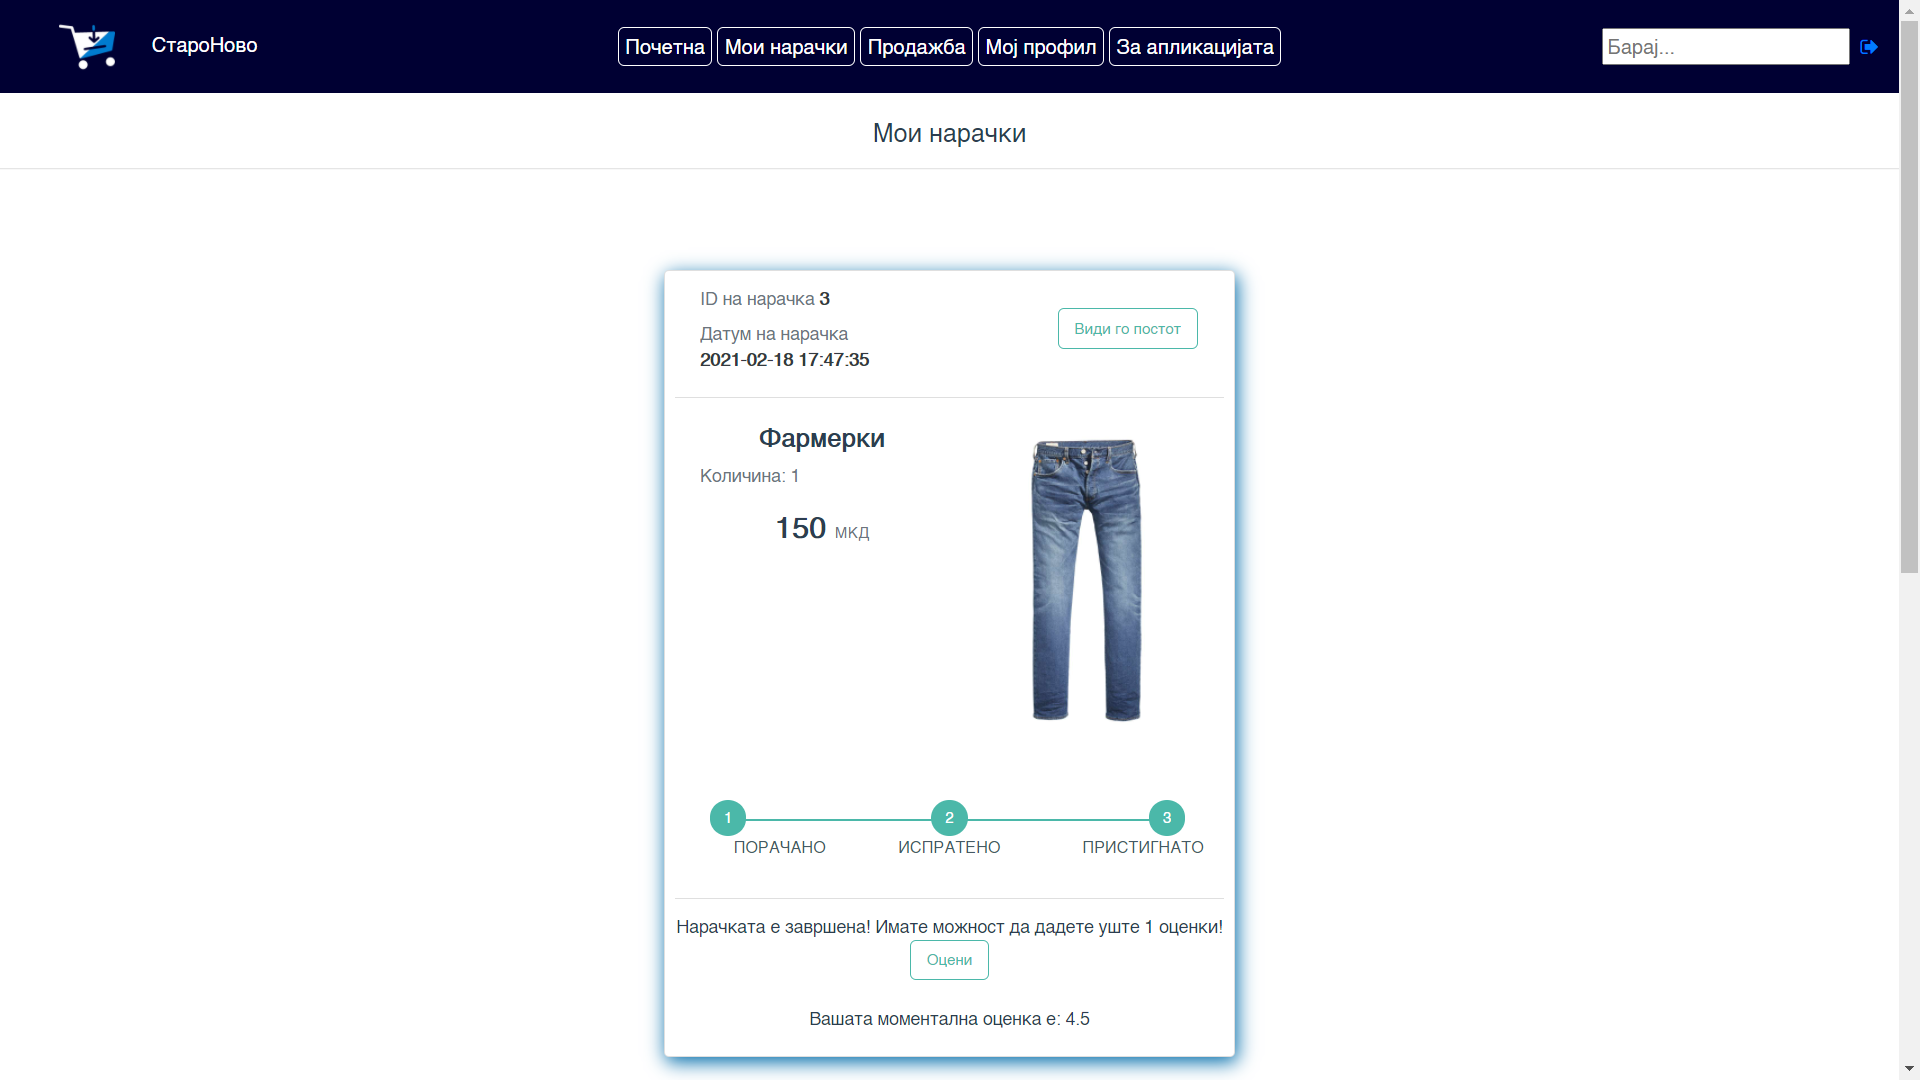 СтароНово
Почетна
Мои нарачки
Продажба
Мој профил
За апликацијата
Барај...
Мои нарачки
ID на нарачка 3
Датум на нарачка
2021-02-18 17:47:35
Види го постот
Фармерки
Количина: 1
150 мкд
1
2
3
ПОРАЧАНО
ИСПРАТЕНО
ПРИСТИГНАТО
Нарачката е завршена! Имате можност да дадете уште 1 оценки!
Оцени
Вашата моментална оценка е: 4.5